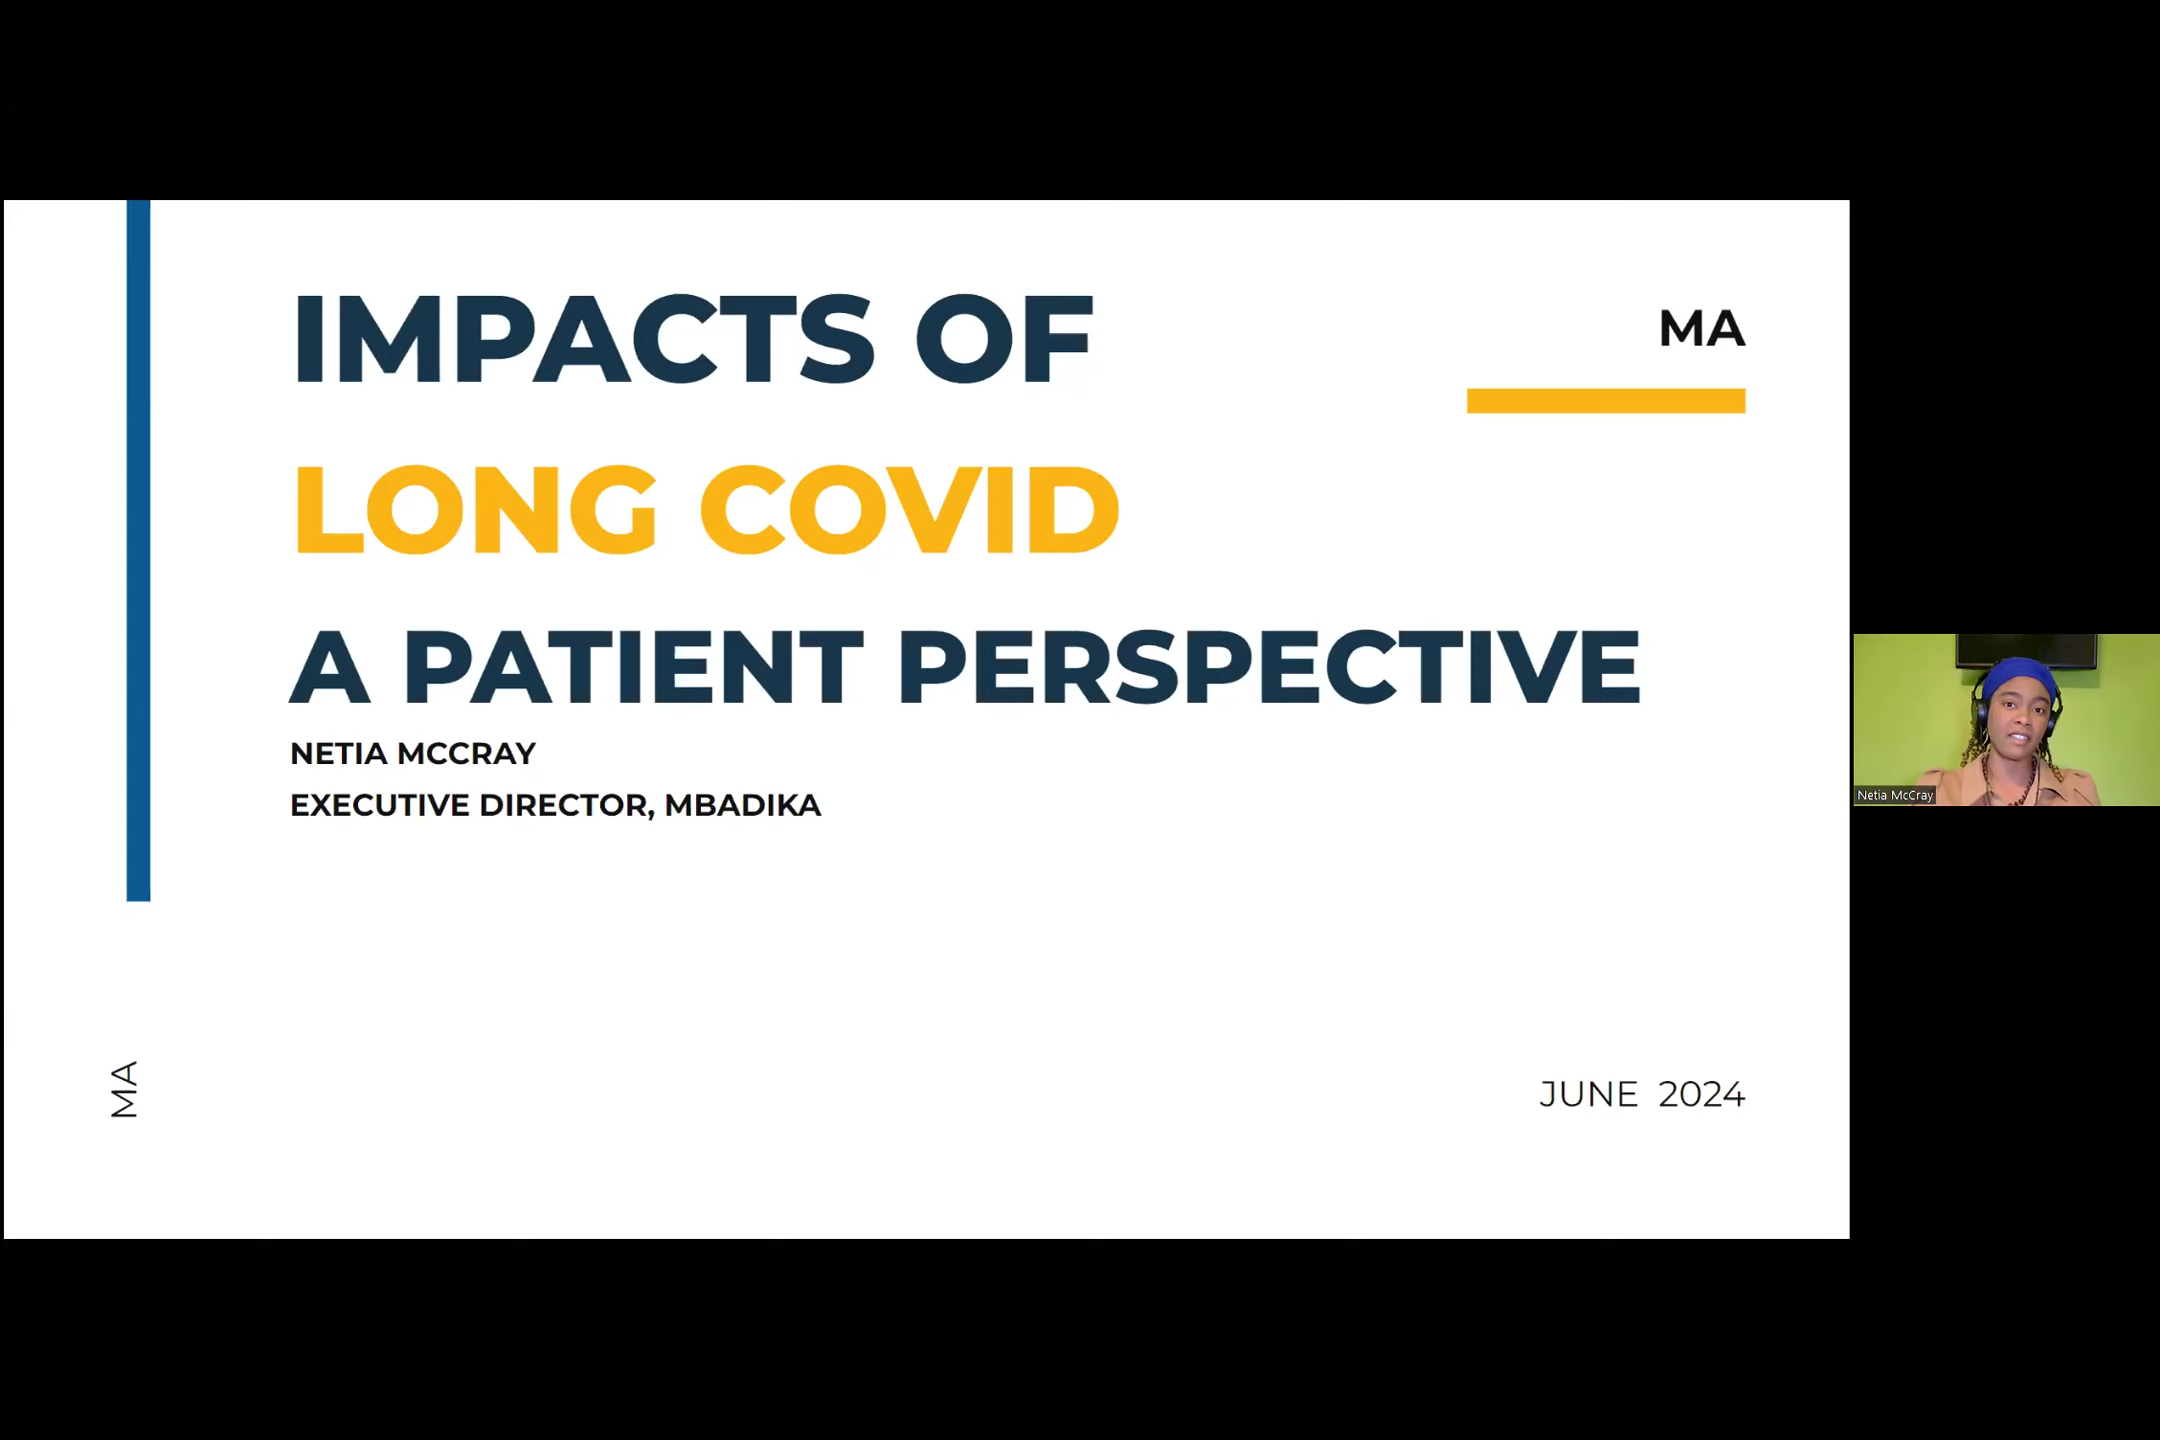 IMPACTS OF
MA
LONG COVID
A PATIENT PERSPECTIVE
NETIA MCCRAY
EXECUTIVE DIRECTOR, MBADIKA
Netia McCray
MA
JUNE 2024